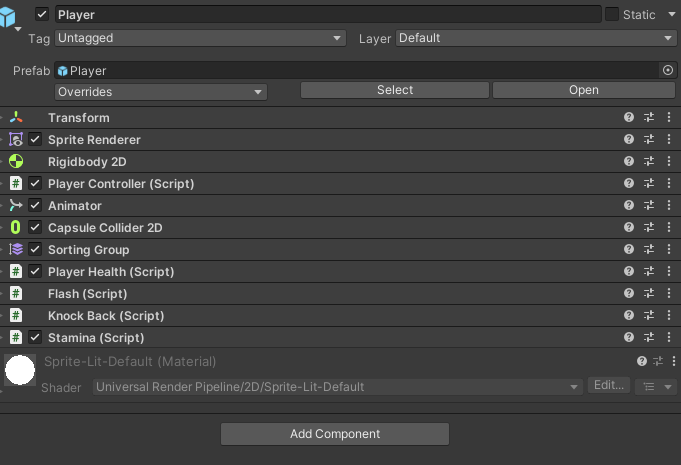 Player Static
Tag Untagged Layer Default
Prefab Player
Overrides Select Open
Transform
Sprite Renderer
Rigidbody 2D
# Player Controller (Script)
Animator
Capsule Collider 2D
Sorting Group
# Player Health (Script)
# Flash (Script)
# Knock Back (Script)
# Stamina (Script)
Sprite-Lit-Default (Material)
Shader Universal Render Pipeline/2D/Sprite-Lit-Default Edit...
Add Component